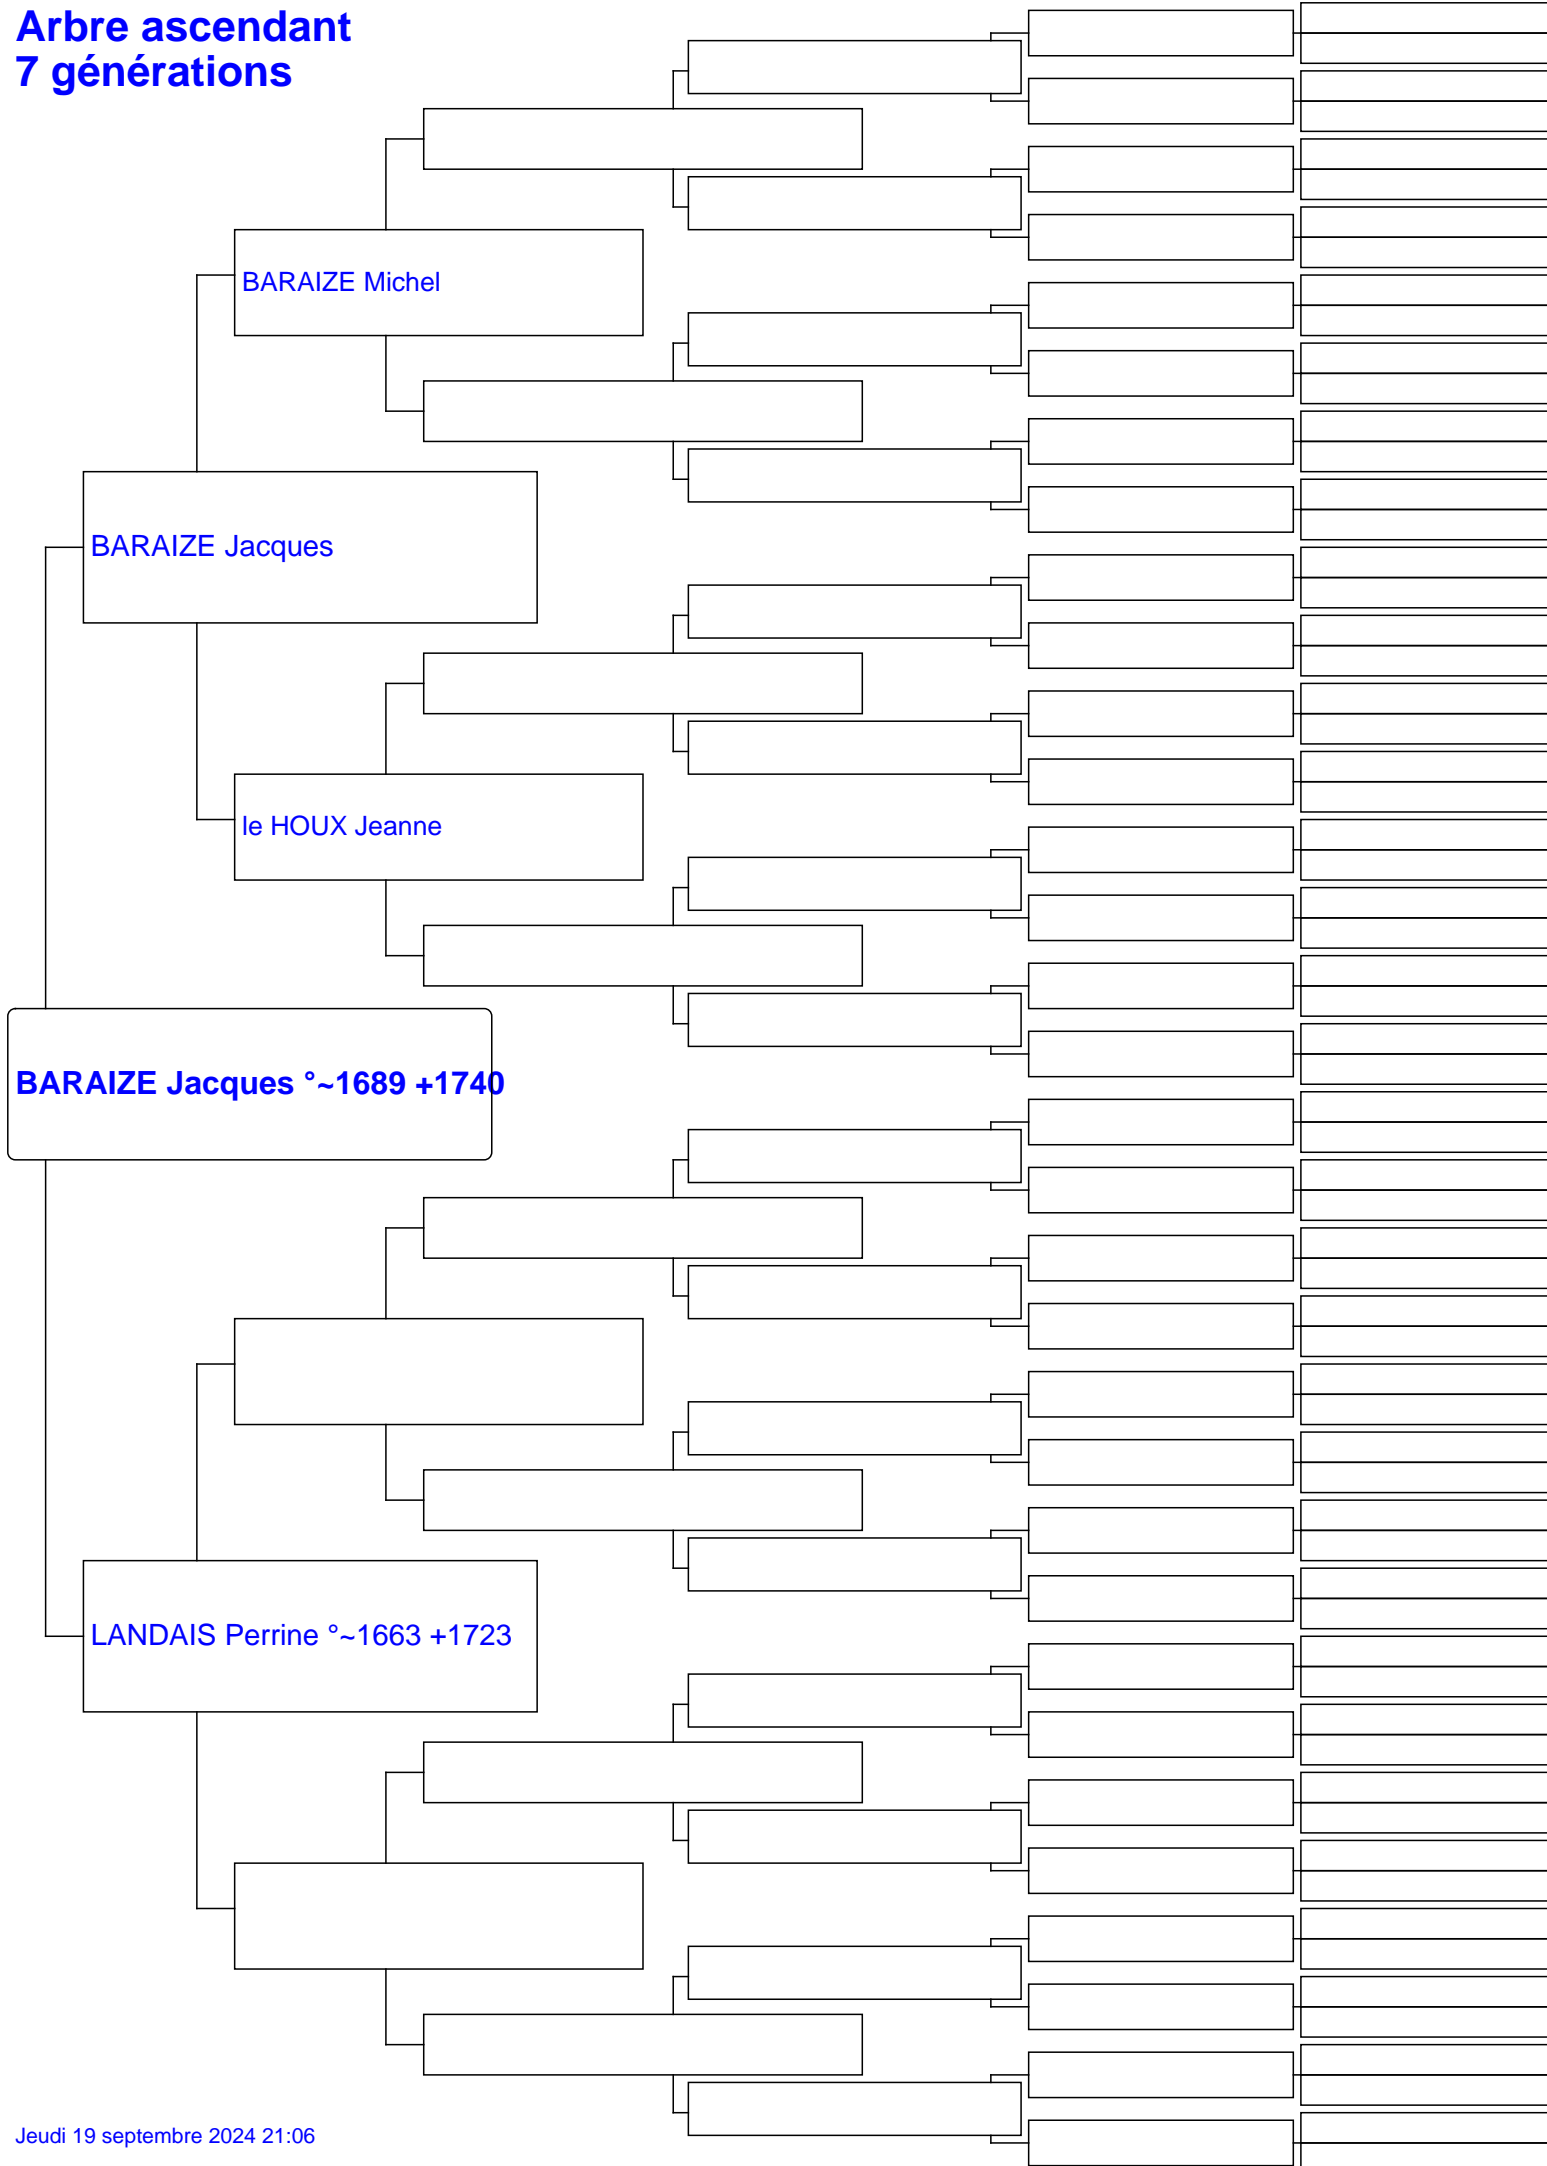 Arbre ascendant
7 générations
BARAIZE Michel
BARAIZE Jacques
le HOUX Jeanne
BARAIZE Jacques °~1689 +1740
LANDAIS Perrine °~1663 +1723
Jeudi 19 septembre 2024 21:06